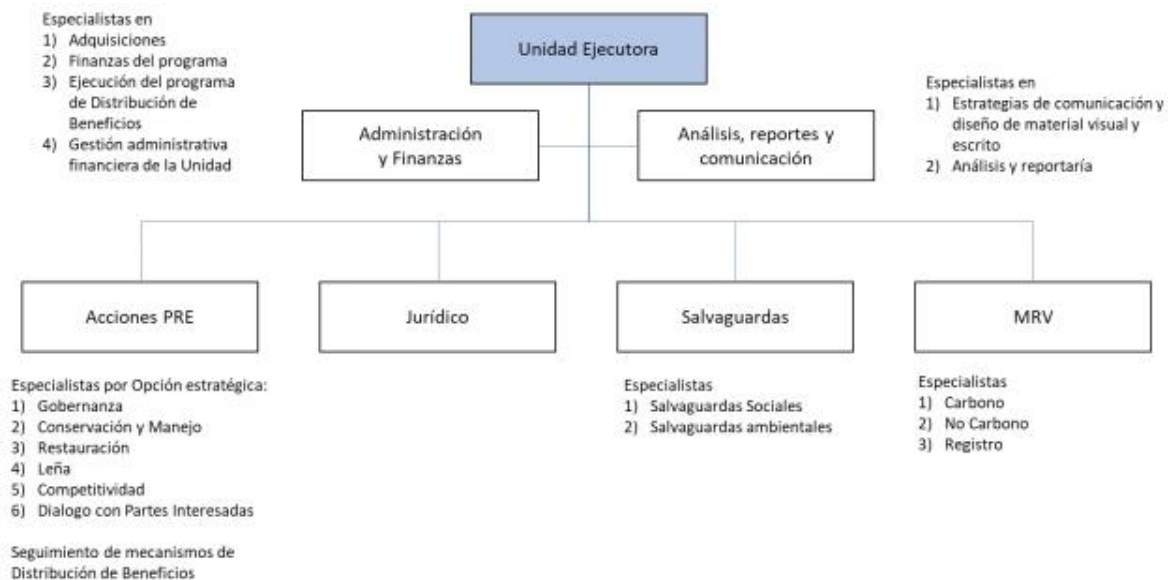 Especialistas en
1) Adquisiciones
2) Finanzas del programa
3) Ejecución del programa
de Distribución de
Beneficios
4) Gestión administrativa
financiera de la Unidad
Unidad Ejecutora
Administración
y Finanzas
Análisis, reportes y
comunicación
Especialistas en
1) Estrategias de comunicación y
diseño de material visual y
escrito
2) Análisis y reportaría
Acciones PRE
Jurídico
Salvaguardas
MRV
Especialistas por Opción estratégica:
1) Gobernanza
2) Conservación y Manejo
3) Restauración
4) Leña
5) Competitividad
6) Dialogo con Partes Interesadas
Seguimiento de mecanismos de
Distribución de Beneficios
Especialistas
1) Salvaguardas Sociales
2) Salvaguardas ambientales
Especialistas
1) Carbono
2) No Carbono
3) Registro